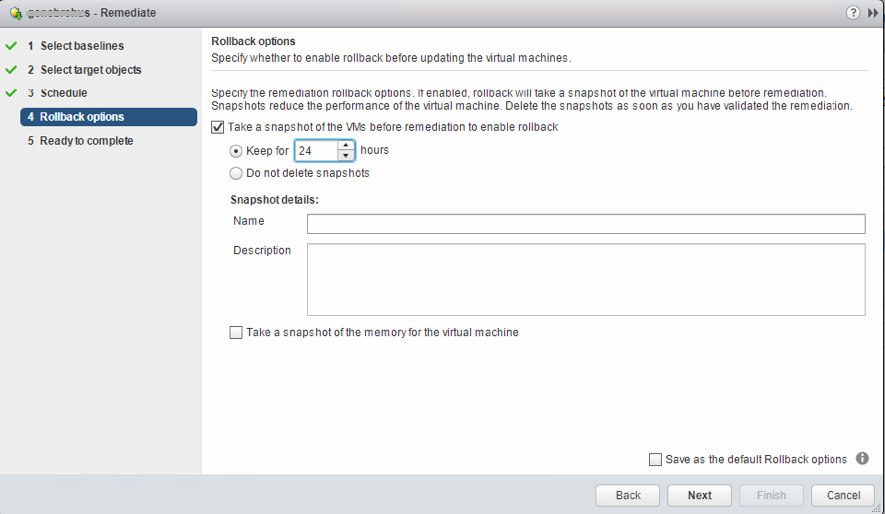 - Remediate
1 Select baselines
2 Select target objects
3 Schedule
4 Rollback options
5 Ready to complete
Rollback options
Specify whether to enable rollback before updating the virtual machines.
Specify the remediation rollback options. If enabled, rollback will take a snapshot of the virtual machine before remediation.
Snapshots reduce the performance of the virtual machine. Delete the snapshots as soon as you have validated the remediation.
Take a snapshot of the VMs before remediation to enable rollback
Keep for 24 hours
Do not delete snapshots
Snapshot details:
Name
Description
Take a snapshot of the memory for the virtual machine
Save as the default Rollback options
Back Next Finish Cancel